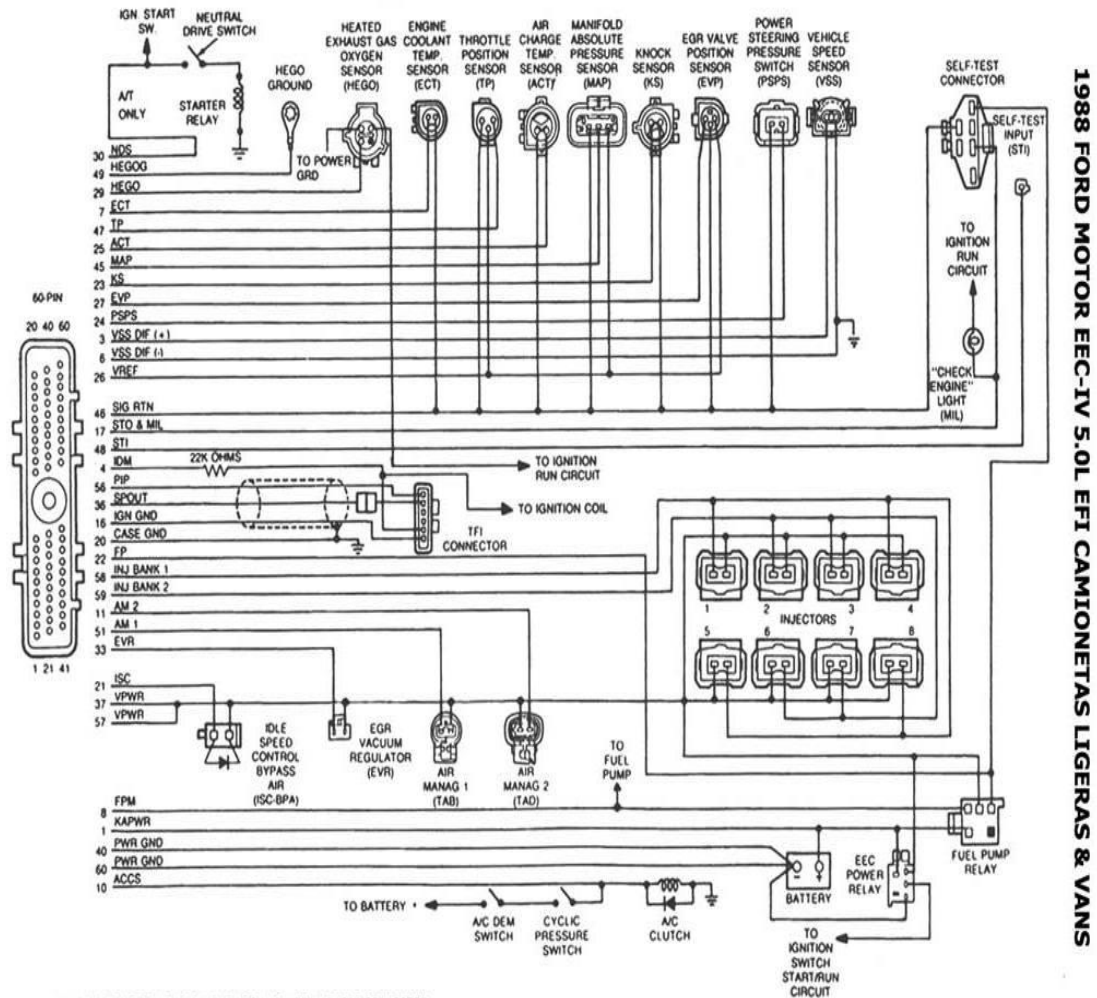 IGN START
SW.
NEUTRAL
DRIVE SWITCH
A/T
ONLY
STARTER
RELAY
HEGO
GROUND
HEATED
EXHAUST GAS
OXYGEN
SENSOR
(HEGO)
ENGINE
COOLANT
TEMP.
SENSOR
(ECT)
THROTTLE
POSITION
SENSOR
(TP)
AIR
CHARGE
TEMP.
SENSOR
(ACT)
MANIFOLD
ABSOLUTE
PRESSURE
SENSOR
(MAP)
KNOCK
SENSOR
(KS)
EGR VALVE
POSITION
SENSOR
(EVP)
POWER
STEERING
PRESSURE
SWITCH
(PSPS)
VEHICLE
SPEED
SENSOR
(VSS)
SELF-TEST
CONNECTOR
SELF-TEST
INPUT
(STI)
TO POWER
GRD
TO
IGNITION
RUN
CIRCUIT
"CHECK
ENGINE"
LIGHT
(MIL)
60-PIN
20 40 60
1 21 41
30 NDS
49 HEGOG
29 HEGO
7 ECT
47 TP
25 ACT
45 MAP
23 KS
27 EVP
24 PSPS
3 VSS DIF (+)
6 VSS DIF (-)
26 VREF
46 SIG RTN
17 STO & MIL
48 STI
4 IDM
22K OHMS
56 PIP
36 SPOUT
16 IGN GND
20 CASE GND
22 FP
58 INJ BANK 1
59 INJ BANK 2
11 AM 2
51 AM 1
33 EVR
21 ISC
37 VPWR
57 VPWR
TO IGNITION
RUN CIRCUIT
TO IGNITION COIL
TFI
CONNECTOR
1 2 3 4
INJECTORS
5 6 7 8
IDLE
SPEED
CONTROL
BYPASS
AIR
(ISC-BPA)
EGR
VACUUM
REGULATOR
(EVR)
AIR
MANAG 1
(TAB)
AIR
MANAG 2
(TAD)
TO
FUEL
PUMP
8 FPM
1 KAPWR
40 PWR GND
60 PWR GND
10 ACCS
TO BATTERY +
A/C DEM
SWITCH
CYCLIC
PRESSURE
SWITCH
A/C
CLUTCH
- +
BATTERY
EEC
POWER
RELAY
FUEL PUMP
RELAY
TO
IGNITION
SWITCH
START/RUN
CIRCUIT
1988 FORD MOTOR EEC-IV 5.0L EFI CAMIONETAS LIGERAS & VANS